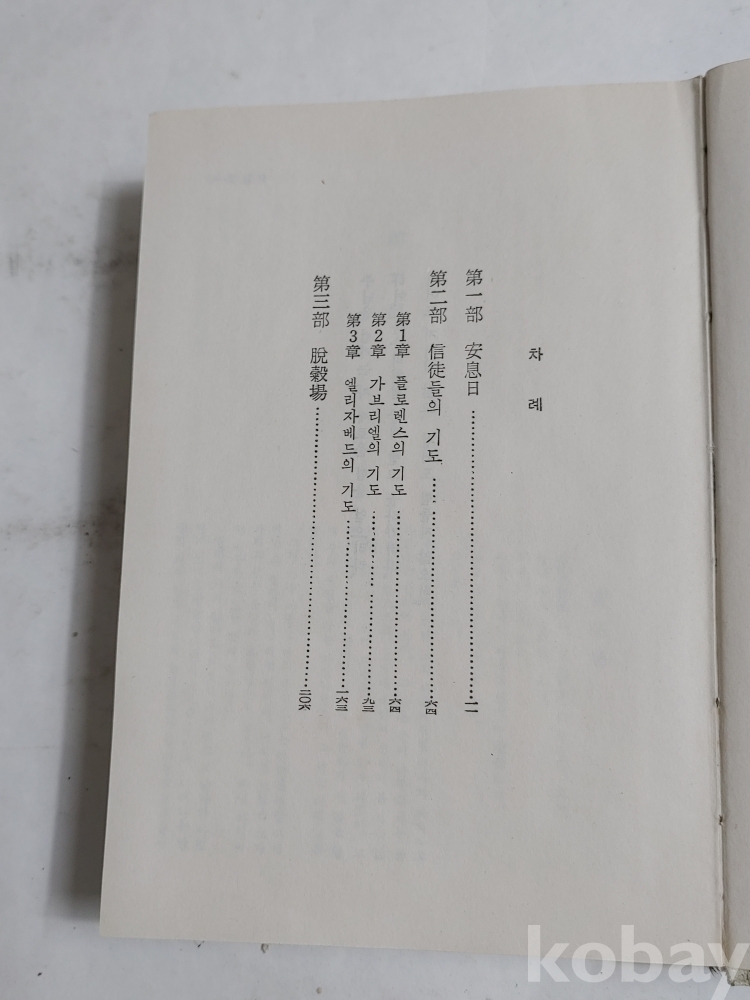 차 례
第一部 安息日 ……………………… 一一
第二部 信徒들의 기도 ……………………… 六四
第1章 플로렌스의 기도 ……………………… 六四
第2章 가브리엘의 기도 ……………………… 九三
第3章 엘리자베드의 기도 ……………………… 一六三
第三部 脫穀場 ……………………… 二〇六
kobay